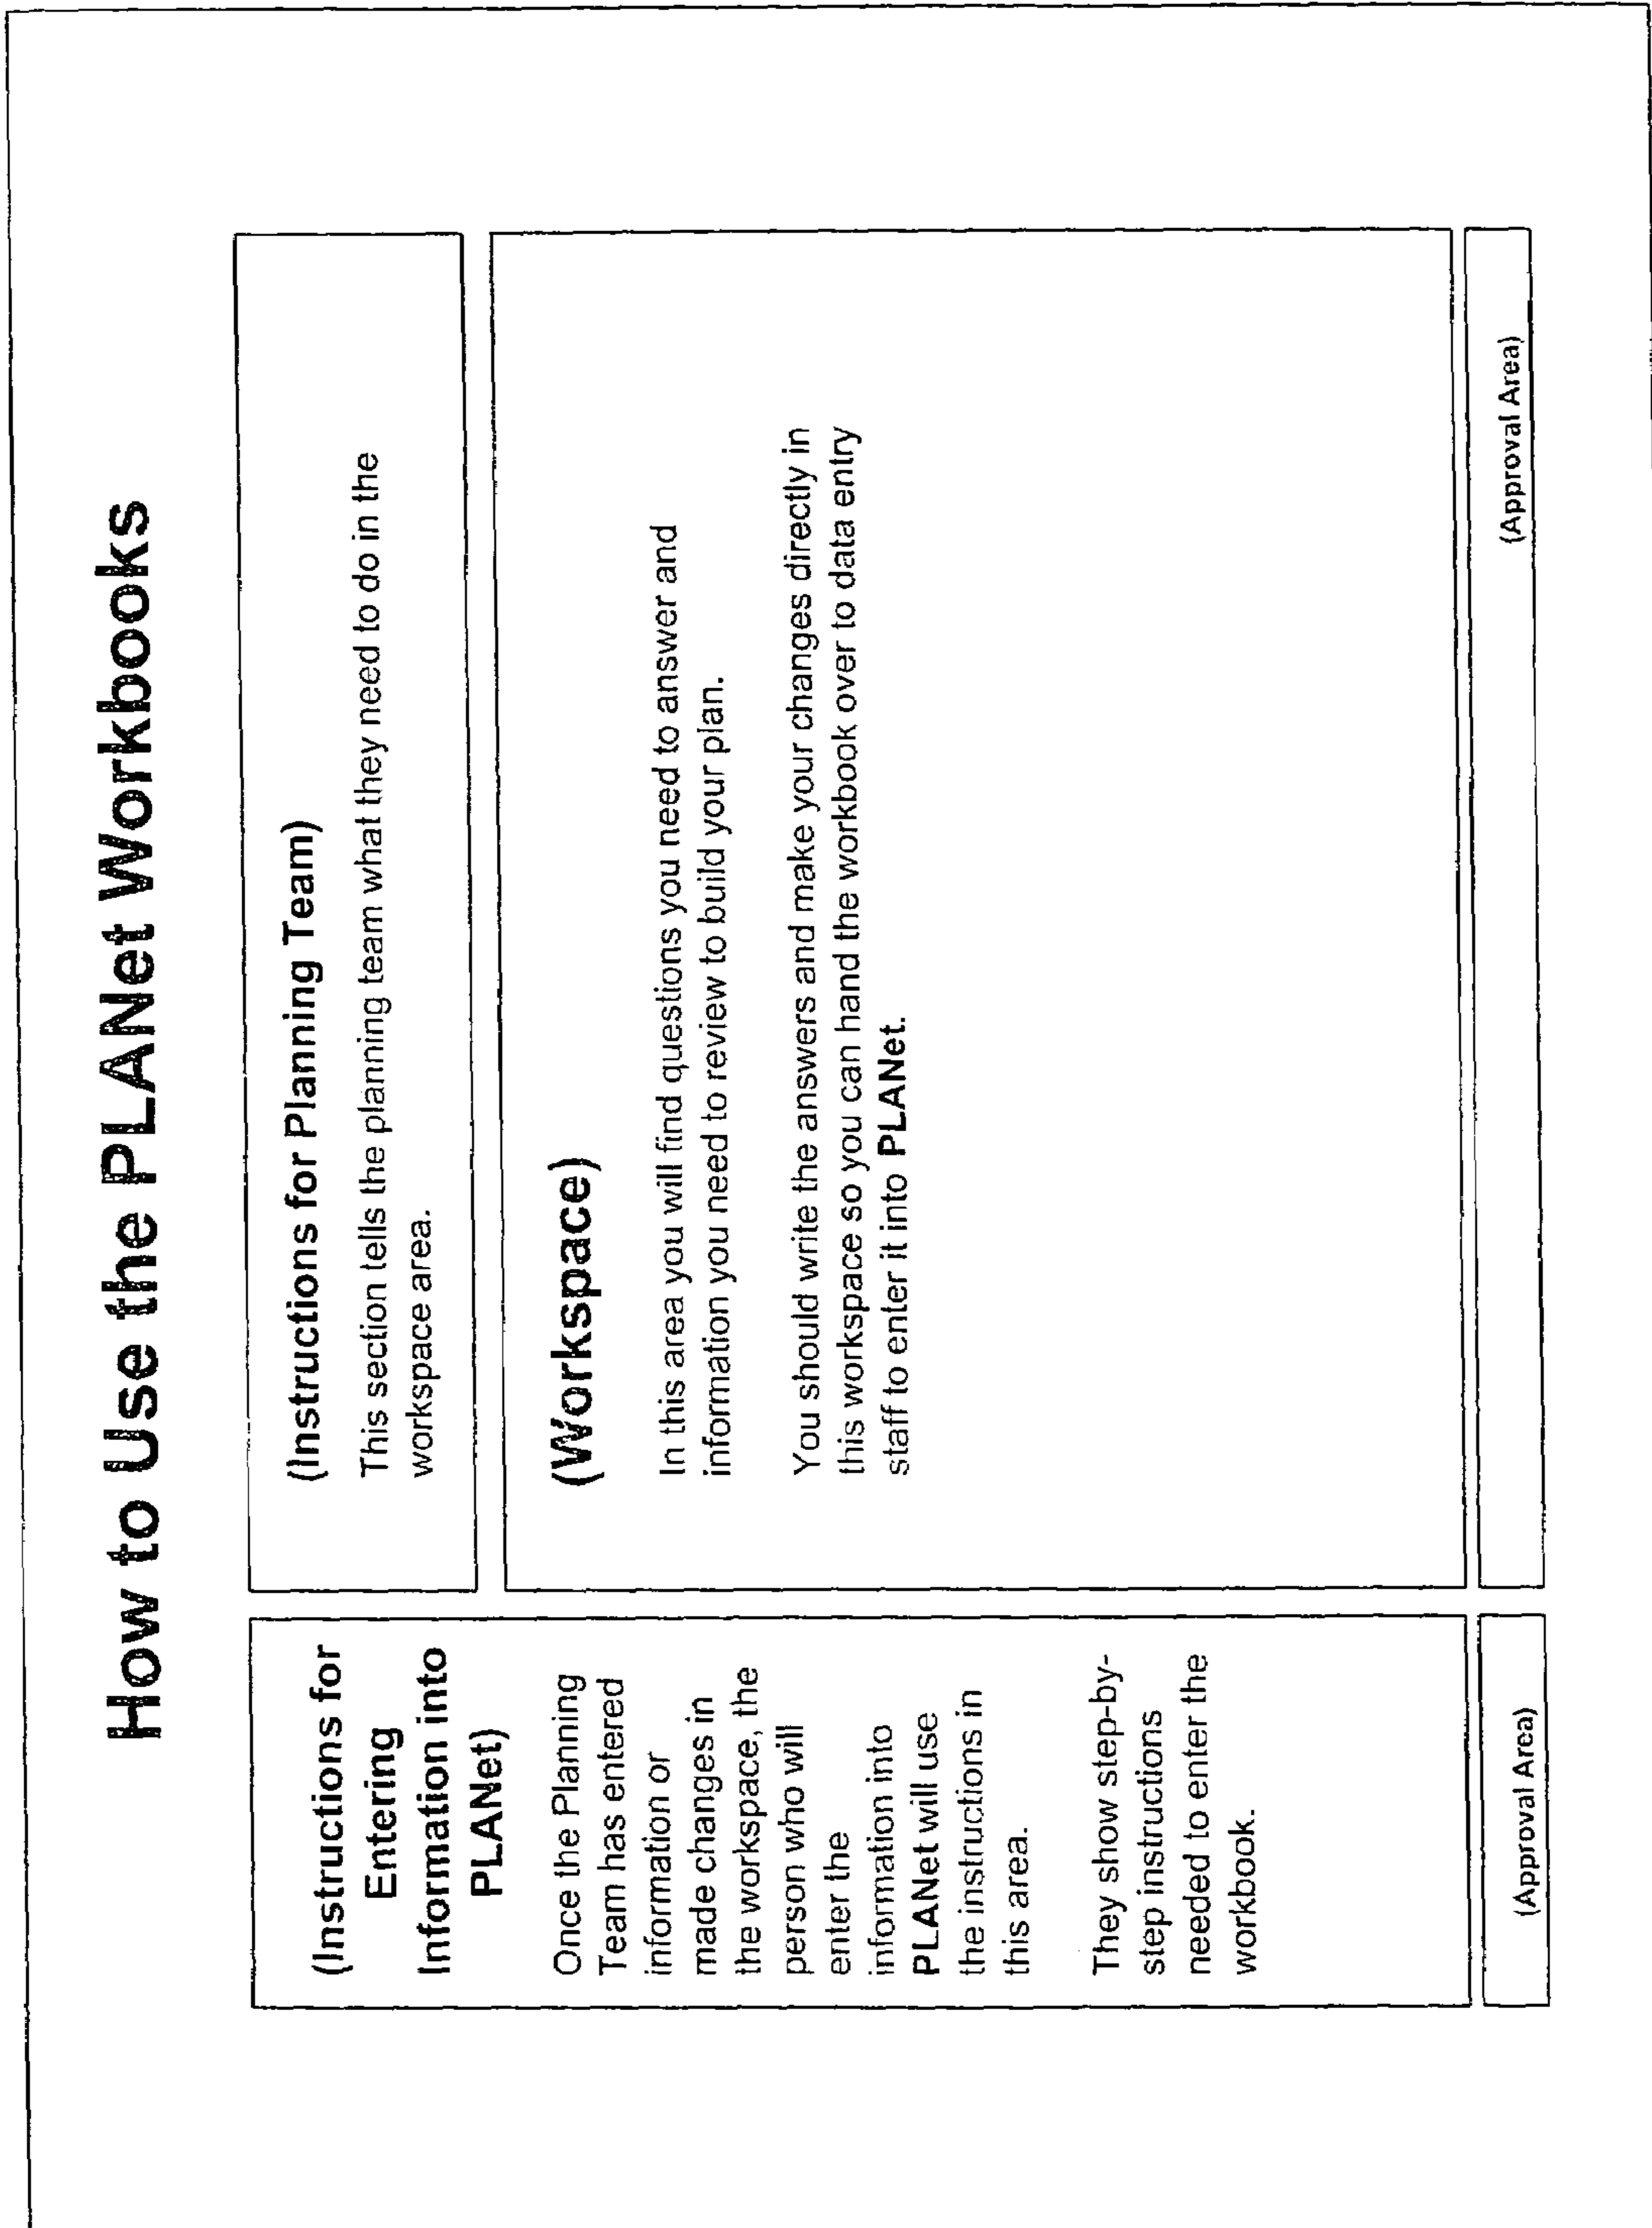 How to Use the PLANet Workbooks
(Instructions for
Entering
Information into
PLANet)
Once the Planning
Team has entered
information or
made changes in
the workspace, the
person who will
enter the
information into
PLANet will use
the instructions in
this area.
They show step-by-
step instructions
needed to enter the
workbook.
(Approval Area)
(Instructions for Planning Team)
This section tells the planning team what they need to do in the
workspace area.
(Workspace)
In this area you will find questions you need to answer and
information you need to review to build your plan.
You should write the answers and make your changes directly in
this workspace so you can hand the workbook over to data entry
staff to enter it into PLANet.
(Approval Area)